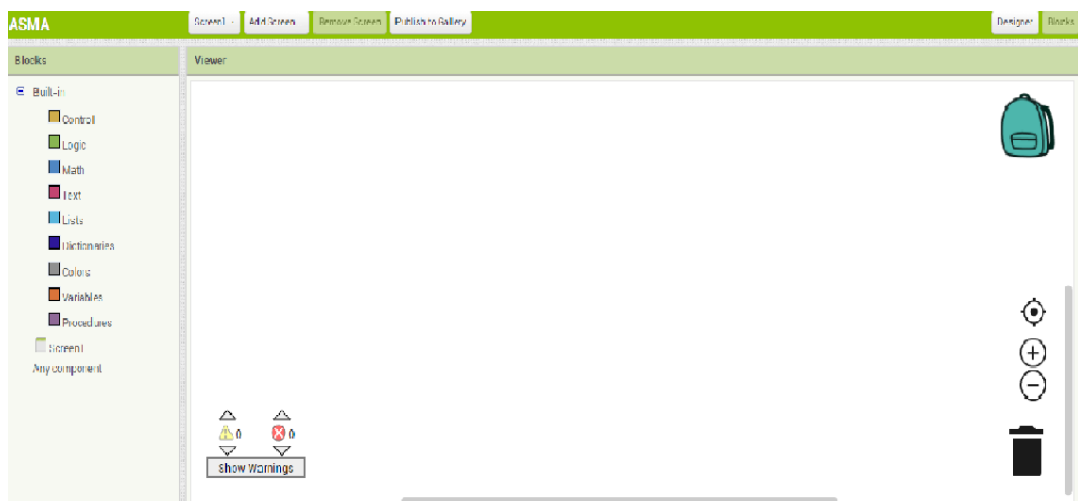 ASMA
Screen1
Add Screen
Remove Screen
Publish to Gallery
Designer
Blocks
Blocks
Viewer
Built-in
Control
Logic
Math
Text
Lists
Dictionaries
Colors
Variables
Procedures
Screen1
Any component
0
0
Show Warnings